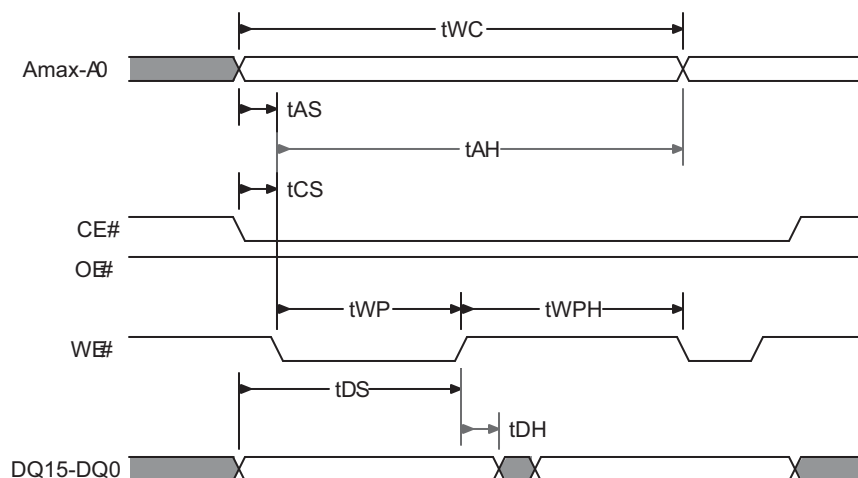 tWC
Amax-A0
tAS
tAH
tCS
CE#
OE#
tWP
tWPH
WE#
tDS
tDH
DQ15-DQ0